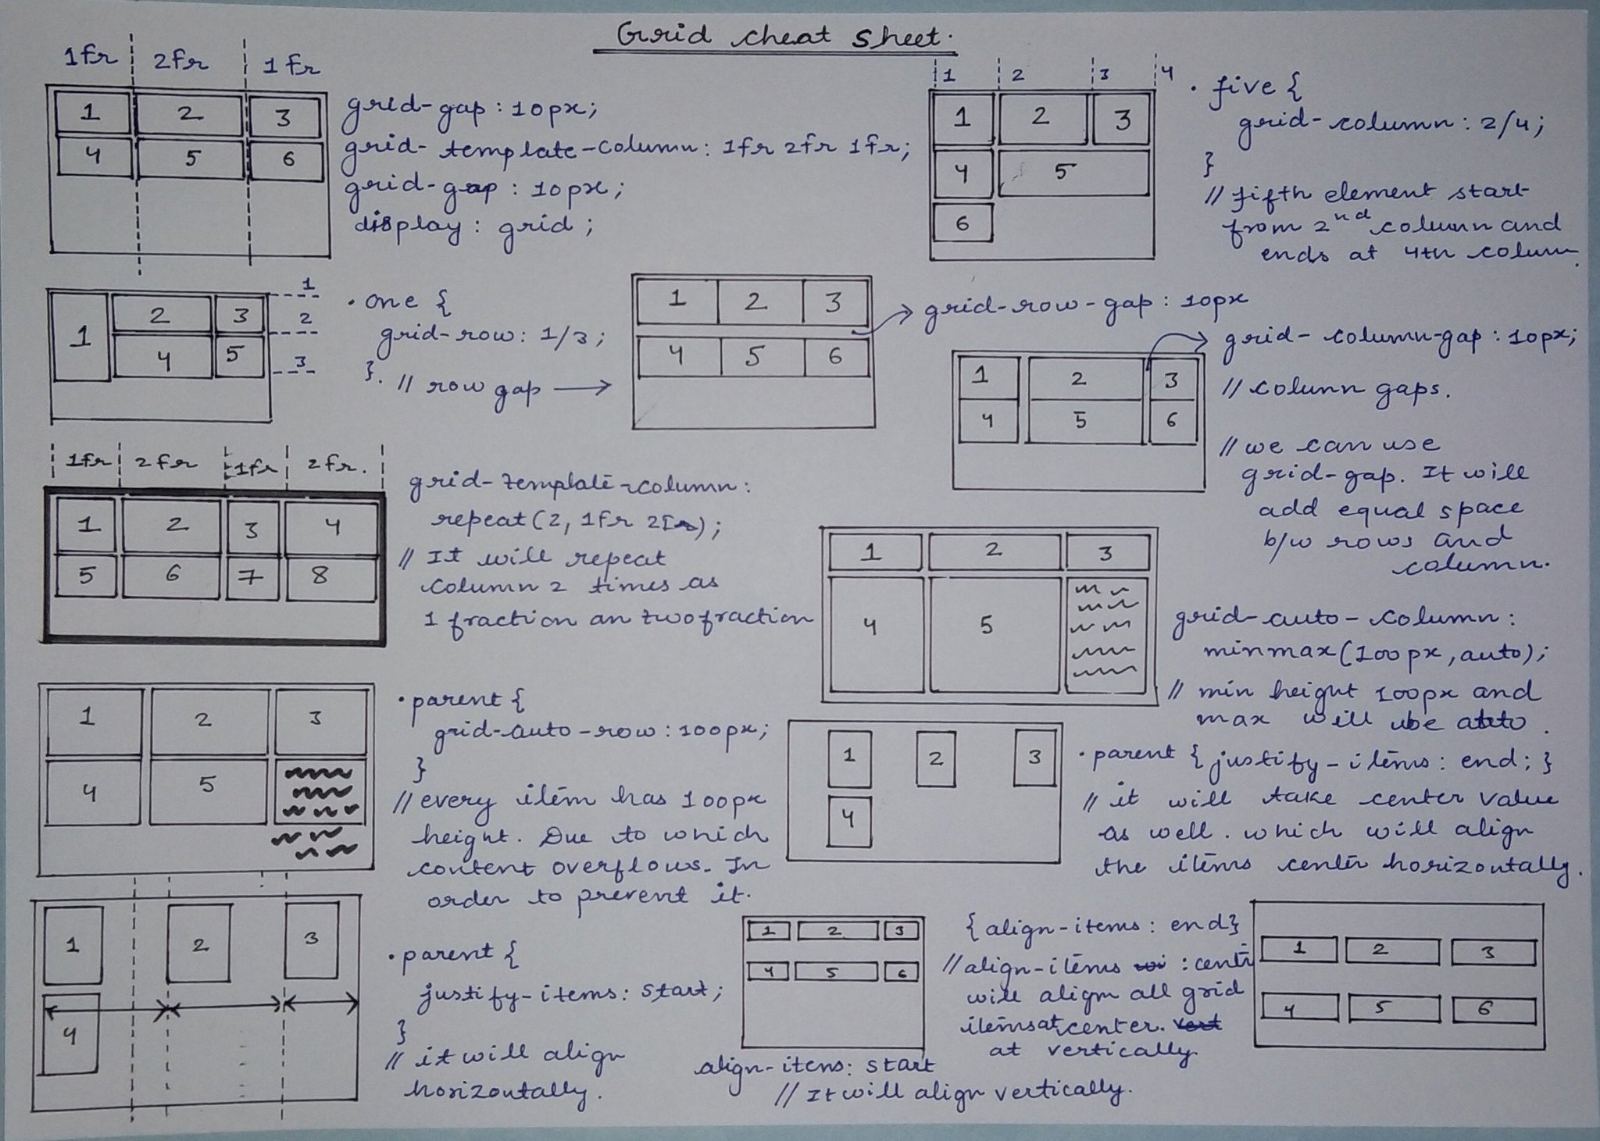 Grid cheat sheet.
1fr 2fr 1fr
1 2 3
4 5 6
grid-gap: 10px;
grid-template-column: 1fr 2fr 1fr;
grid-gap: 10px;
display: grid;
1 2 3 4
1 2 3
4 5
6
. five {
grid-column: 2/4;
}
// fifth element start
from 2nd column and
ends at 4th column.
1 2 3
4 5
1
2
3
. one {
grid-row: 1/3;
}.
// row gap →
1 2 3
4 5 6
grid-row-gap: 10px
1 2 3
4 5 6
grid-column-gap: 10px;
// column gaps.
// we can use
grid-gap. It will
add equal space
b/w rows and
column.
1fr 2fr 1fr 2fr.
1 2 3 4
5 6 7 8
grid-template-column:
repeat(2, 1fr 2fr);
// It will repeat
column 2 times as
1 fraction an two fraction
1 2 3
4 5
grid-auto-column:
minmax(100px, auto);
// min height 100px and
max will be auto.
1 2 3
4 5
. parent {
grid-auto-row: 100px;
}
// every item has 100px
height. Due to which
content overflows. In
order to prevent it.
1 2 3
4
. parent { justify-items: end; }
// it will take center value
as well. which will align
the items center horizontally.
1 2 3
4
. parent {
justify-items: start;
}
// it will align
horizontally.
1 2 3
4 5 6
align-itens: start
// It will align vertically.
{align-items: end}
// align-items : center
will align all grid
items at center.
at vertically.
1 2 3
4 5 6